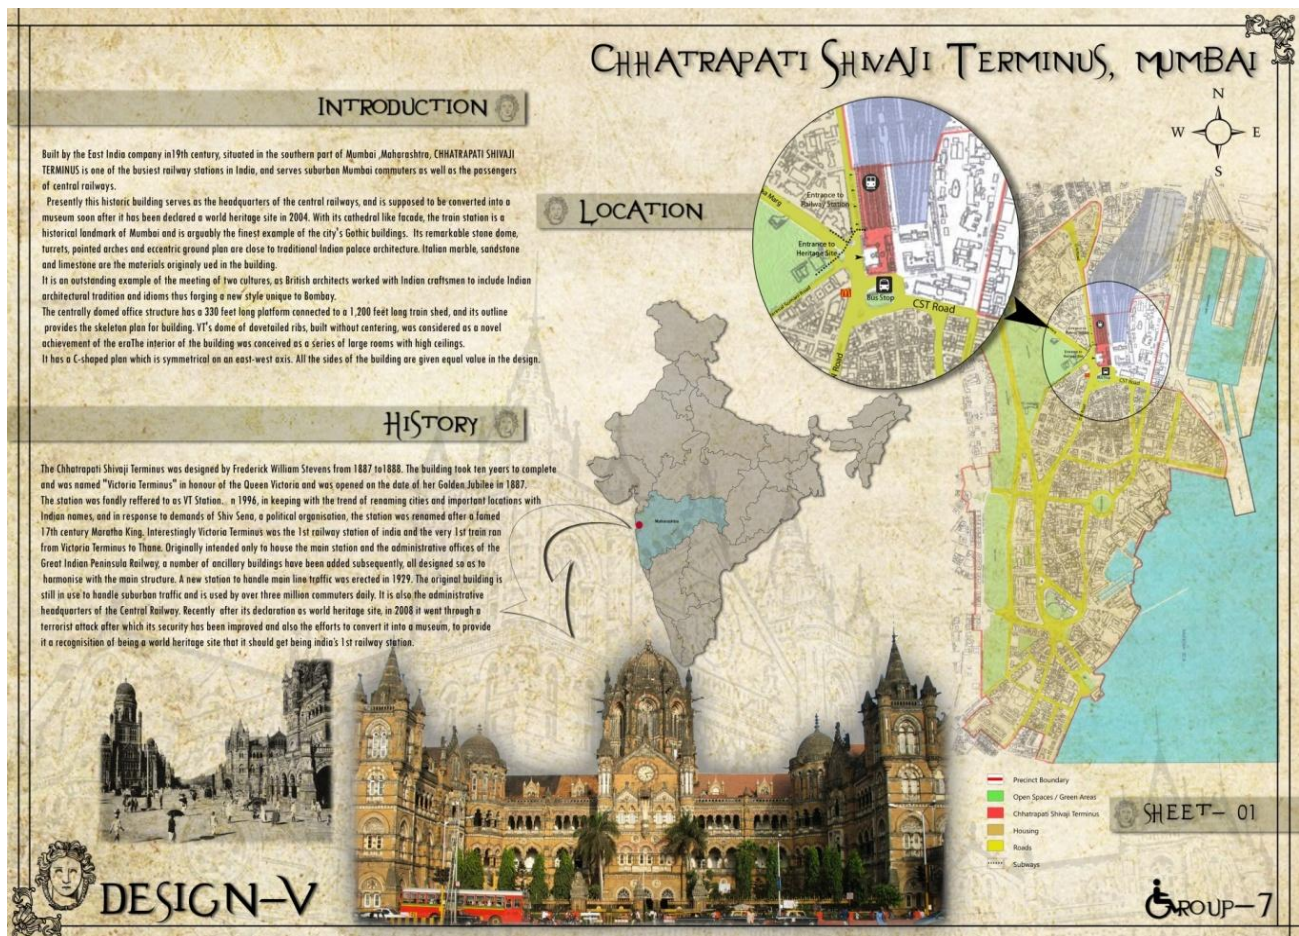 CHHATRAPATI SHIVAJI TERMINUS, MUMBAI
INTRODUCTION
Built by the East India company in19th century, situated in the southern part of Mumbai ,Maharashtra, CHHATRAPATI SHIVAJI
TERMINUS is one of the busiest railway stations in India, and serves suburban Mumbai commuters as well as the passengers
of central railways.
Presently this historic building serves as the headquarters of the central railways, and is supposed to be converted into a
museum soon after it has been declared a world heritage site in 2004. With its cathedral like facade, the train station is a
historical landmark of Mumbai and is arguably the finest example of the city's Gothic buildings. Its remarkable stone dome,
turrets, pointed arches and eccentric ground plan are close to traditional Indian palace architecture. Italian marble, sandstone
and limestone are the materials originaly ued in the building.
It is an outstanding example of the meeting of two cultures, as British architects worked with Indian craftsmen to include Indian
architectural tradition and idioms thus forging a new style unique to Bombay.
The centrally domed office structure has a 330 feet long platform connected to a 1,200 feet long train shed, and its outline
provides the skeleton plan for building. VT's dome of dovetailed ribs, built without centering, was considered as a novel
achievement of the eraThe interior of the building was conceived as a series of large rooms with high ceilings.
It has a C-shaped plan which is symmetrical on an east-west axis. All the sides of the building are given equal value in the design.
HISTORY
The Chhatrapati Shivaji Terminus was designed by Frederick William Stevens from 1887 to1888. The building took ten years to complete
and was named "Victoria Terminus" in honour of the Queen Victoria and was opened on the date of her Golden Jubilee in 1887.
The station was fondly reffered to as VT Station.. n 1996, in keeping with the trend of renaming cities and important locations with
Indian names, and in response to demands of Shiv Sena, a political organisation, the station was renamed after a famed
17th century Maratha King. Interestingly Victoria Terminus was the 1st railway station of india and the very 1st train ran
from Victoria Terminus to Thane. Originally intended only to house the main station and the administrative offices of the
Great Indian Peninsula Railway, a number of ancillary buildings have been added subsequently, all designed so as to
harmonise with the main structure. A new station to handle main line traffic was erected in 1929. The original building is
still in use to handle suburban traffic and is used by over three million commuters daily. It is also the administrative
headquarters of the Central Railway. Recently after its declaration as world heritage site, in 2008 it went through a
terrorist attack after which its security has been improved and also the efforts to convert it into a museum, to provide
it a recognisition of being a world heritage site that it should get being india's 1st railway station.
LOCATION
N
W
E
S
Marg
Entrance to
Railway Station
Entrance to
Heritage Site
Bus Stop
CST Road
Road
CST Road
Maharashtra
Precinct Boundary
Open Spaces / Green Areas
Chhatrapati Shivaji Terminus
Housing
Roads
Subways
SHEET- 01
DESIGN-V
GROUP-7